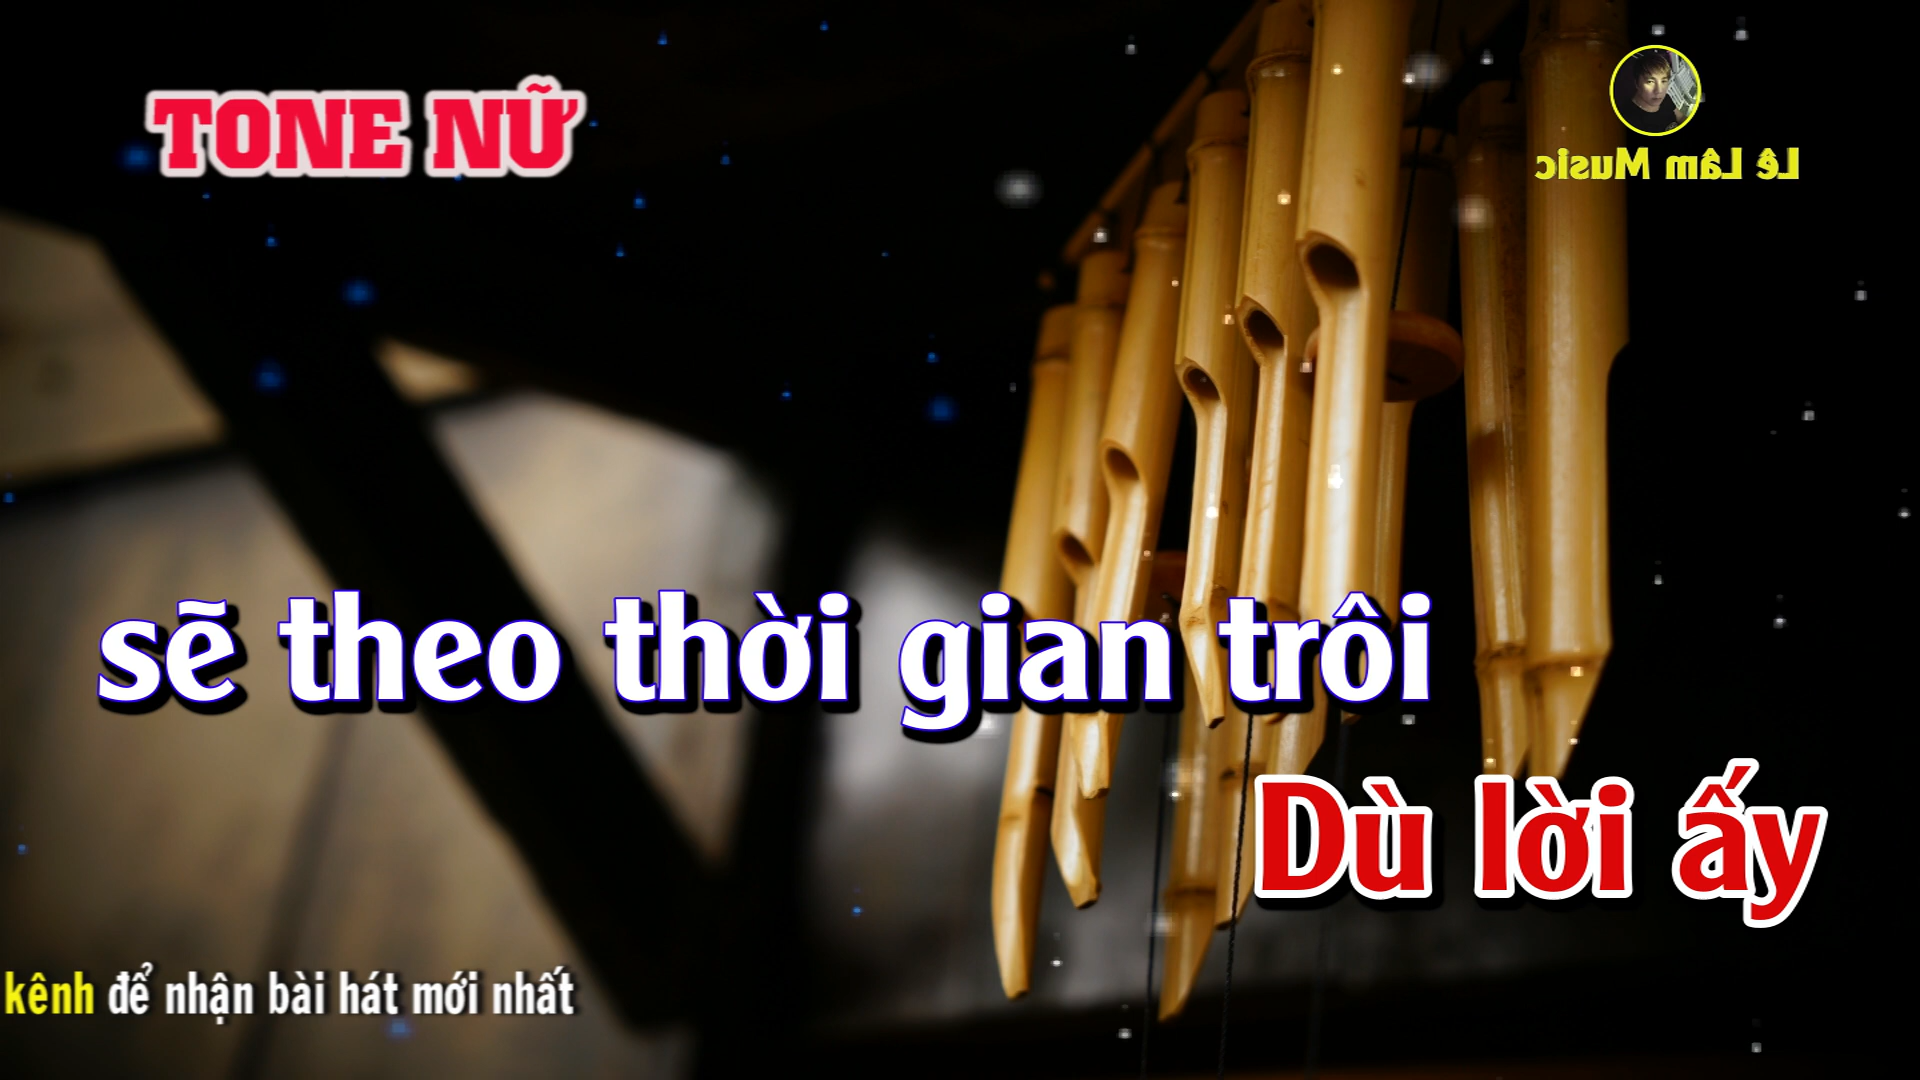 TONE NỮ
Lê Lâm Music
sẽ theo thời gian trôi
Dù lời ấy
kênh để nhận bài hát mới nhất